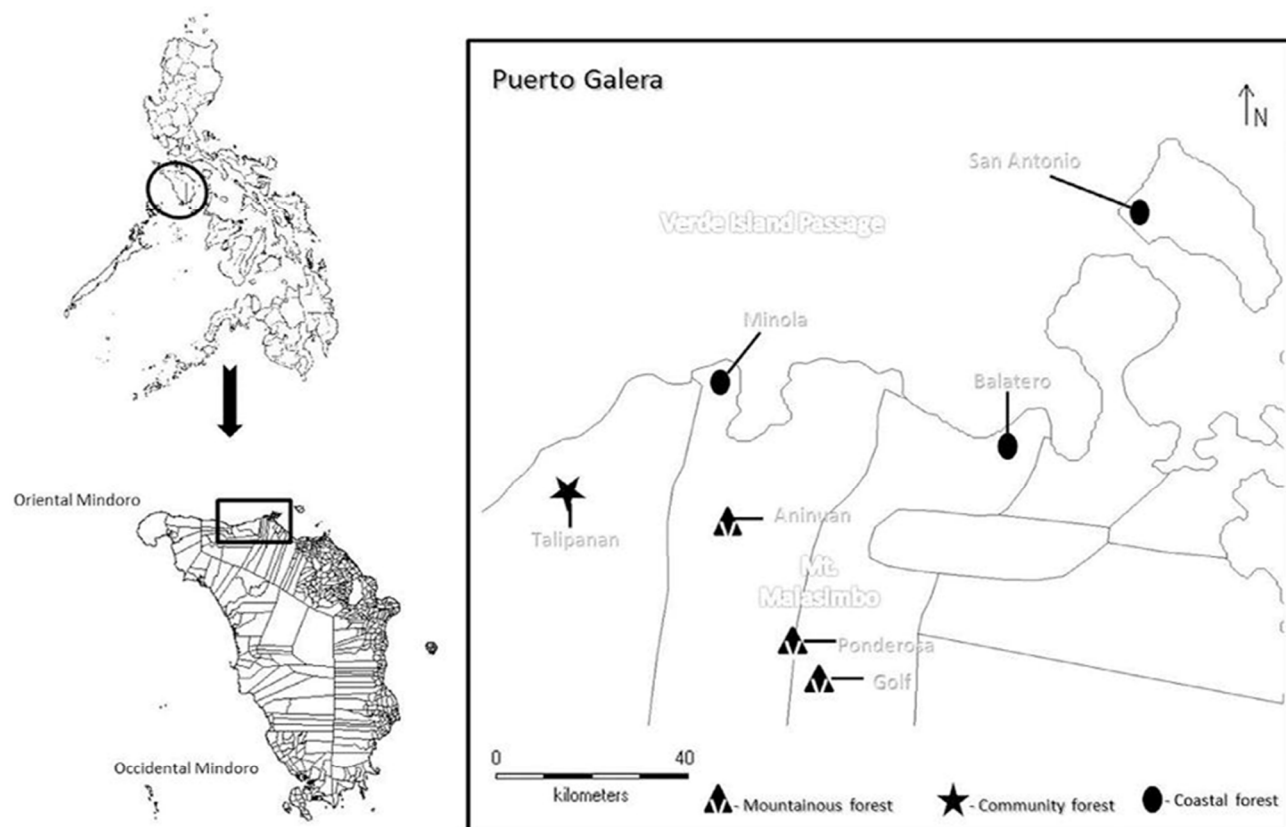 Puerto Galera
N
San Antonio
Verde Island Passage
Minola
Balatero
Aninuan
Talipanan
Mt.
Malasimbo
Ponderosa
Golf
Oriental Mindoro
Occidental Mindoro
0 40
kilometers
- Mountainous forest
- Community forest
- Coastal forest